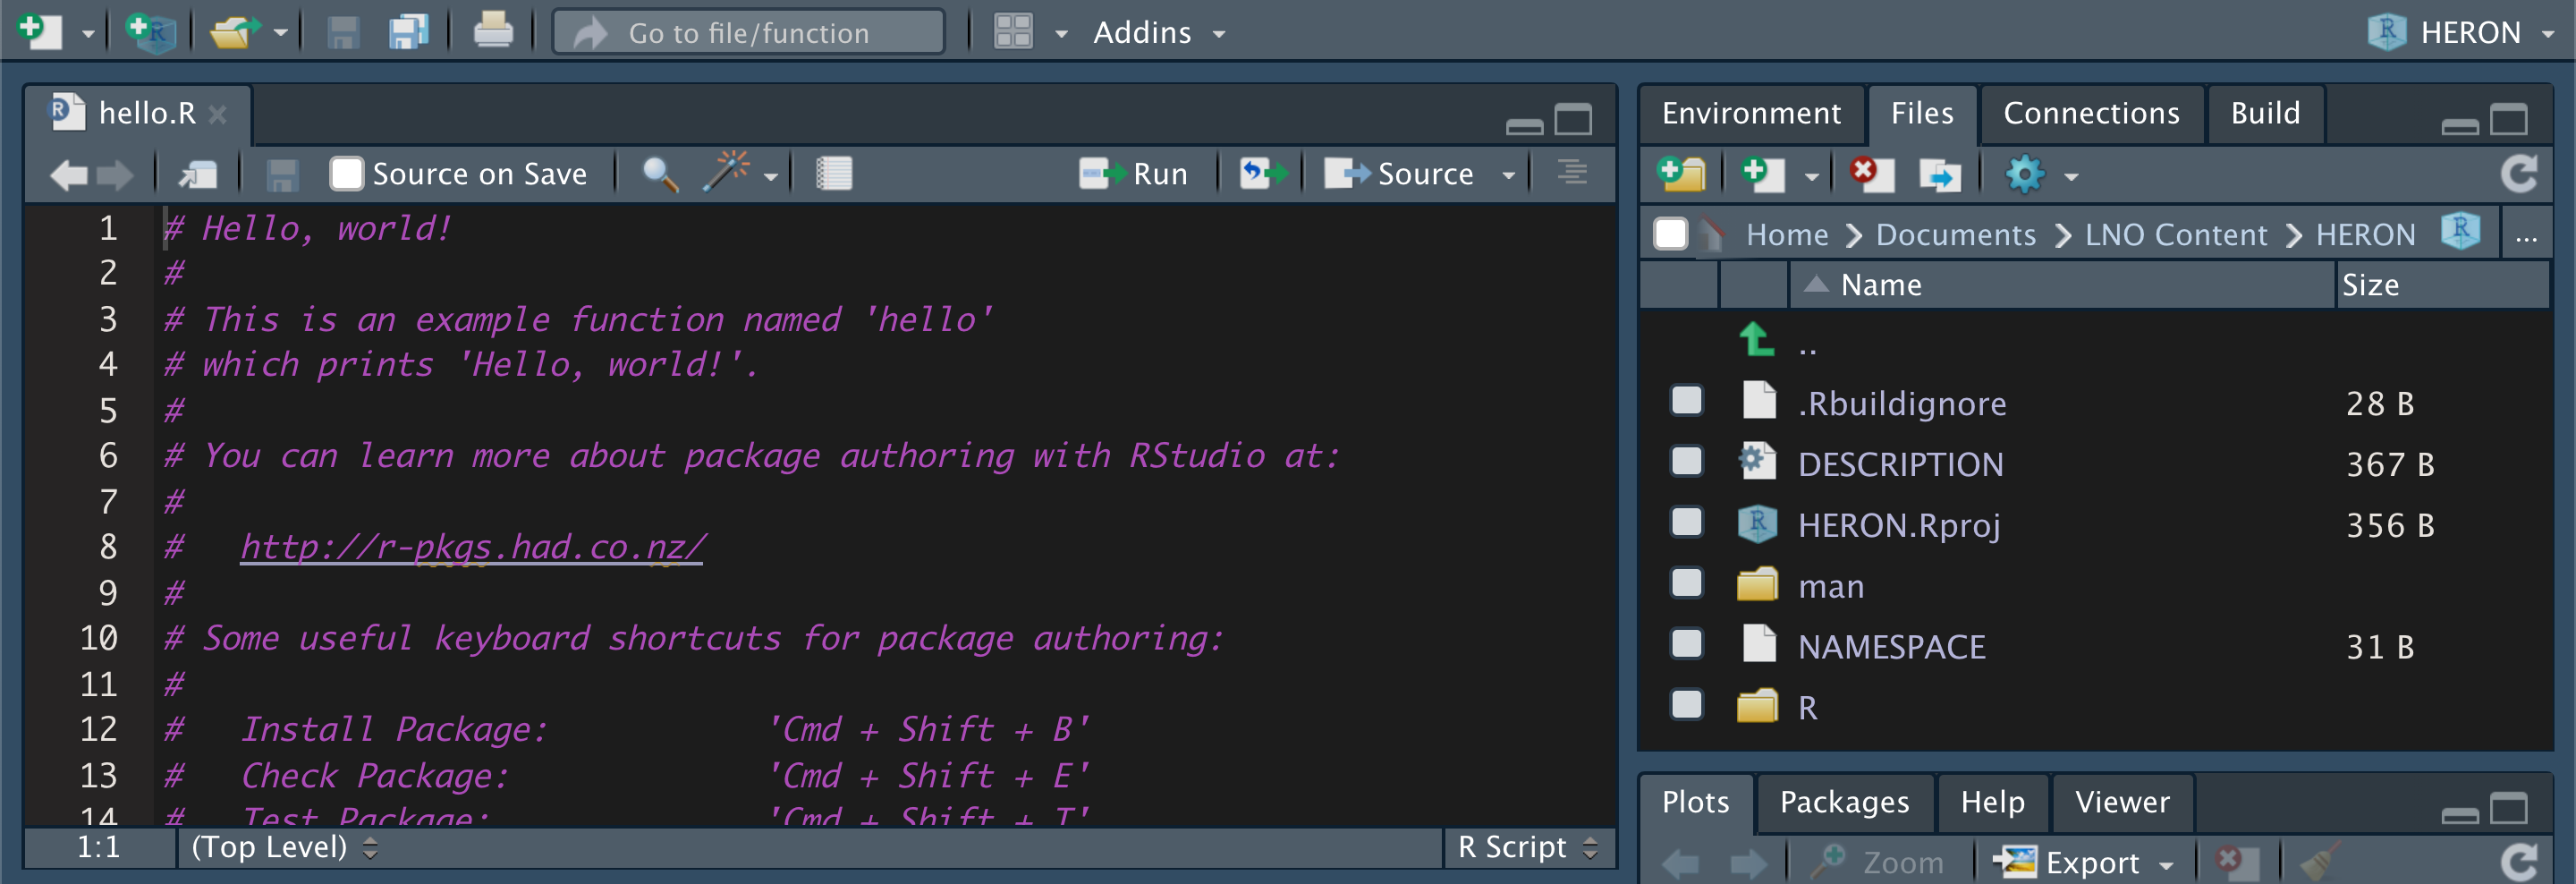 Go to file/function
Addins
HERON
hello.R
Source on Save
Run
Source
1 # Hello, world!
2 #
3 # This is an example function named 'hello'
4 # which prints 'Hello, world!'.
5 #
6 # You can learn more about package authoring with RStudio at:
7 #
8 #   http://r-pkgs.had.co.nz/
9 #
10 # Some useful keyboard shortcuts for package authoring:
11 #
12 #   Install Package:           'Cmd + Shift + B'
13 #   Check Package:             'Cmd + Shift + E'
14 #   Test Package:              'Cmd + Shift + T'
1:1 (Top Level) R Script
Environment Files Connections Build
Home Documents LNO Content HERON ...
Name Size
..
.Rbuildignore 28 B
DESCRIPTION 367 B
HERON.Rproj 356 B
man
NAMESPACE 31 B
R
Plots Packages Help Viewer
Zoom Export